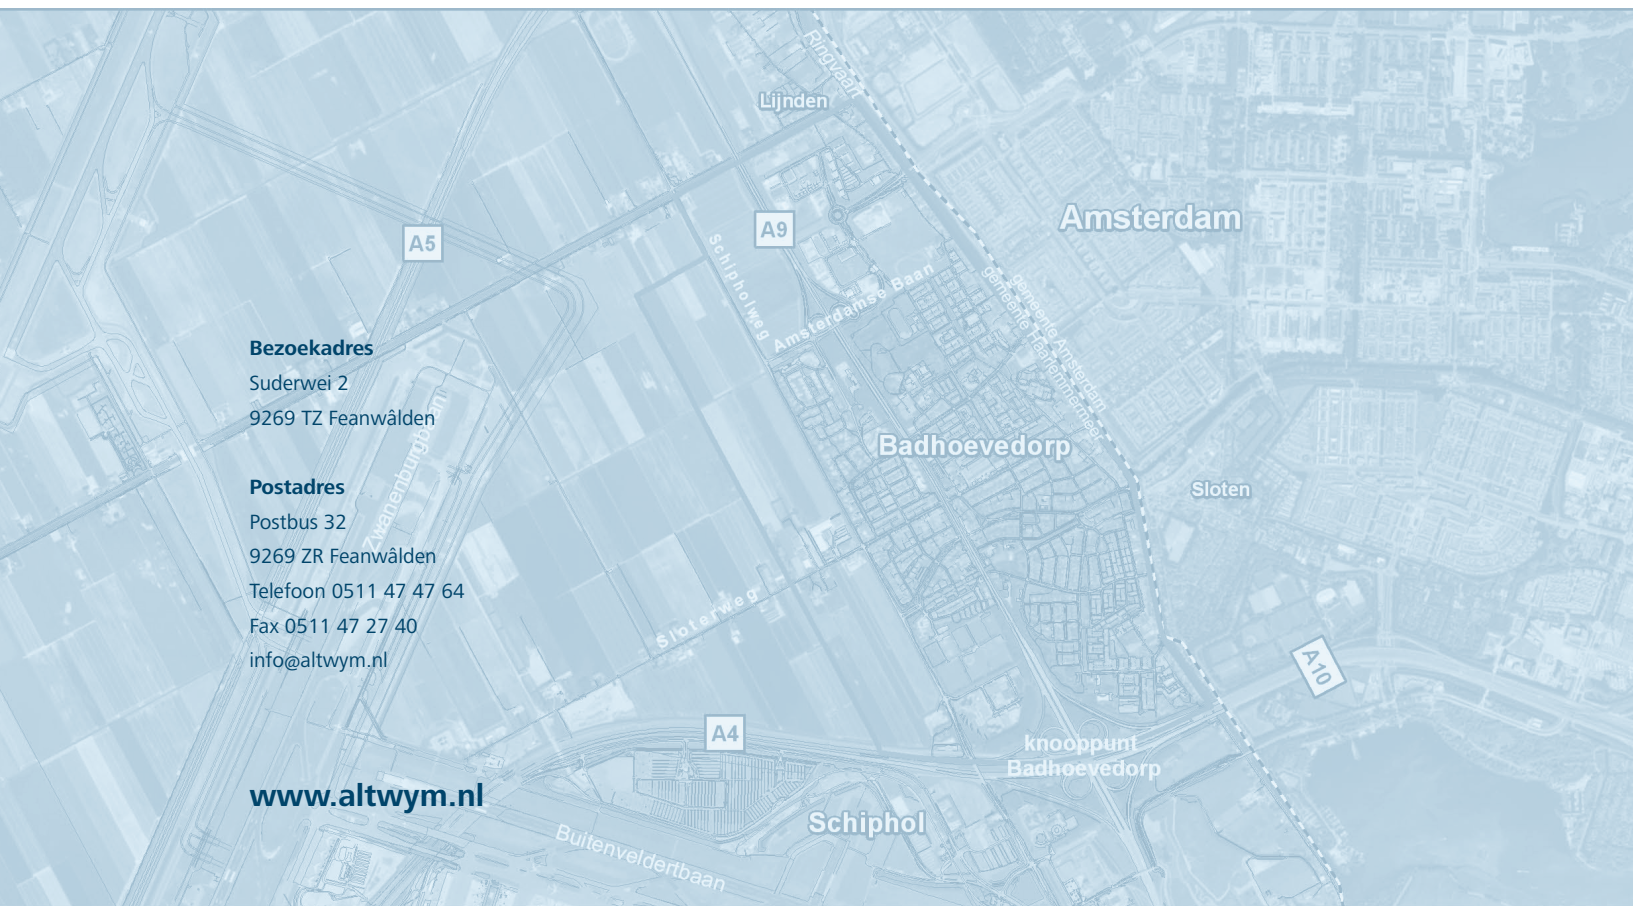 Ringvaart
Lijnden
Amsterdam
A5
A9
Schipholweg
Amsterdamse Baan
gemeente Amsterdam
gemeente Haarlemmermeer
Bezoekadres
Suderwei 2
9269 TZ Feanwâlden
Zwanenburgbaan
Badhoevedorp
Sloten
Postadres
Postbus 32
9269 ZR Feanwâlden
Telefoon 0511 47 47 64
Fax 0511 47 27 40
info@altwym.nl
Sloterweg
A10
A4
knooppunt
Badhoevedorp
www.altwym.nl
Schiphol
Buitenveldertbaan